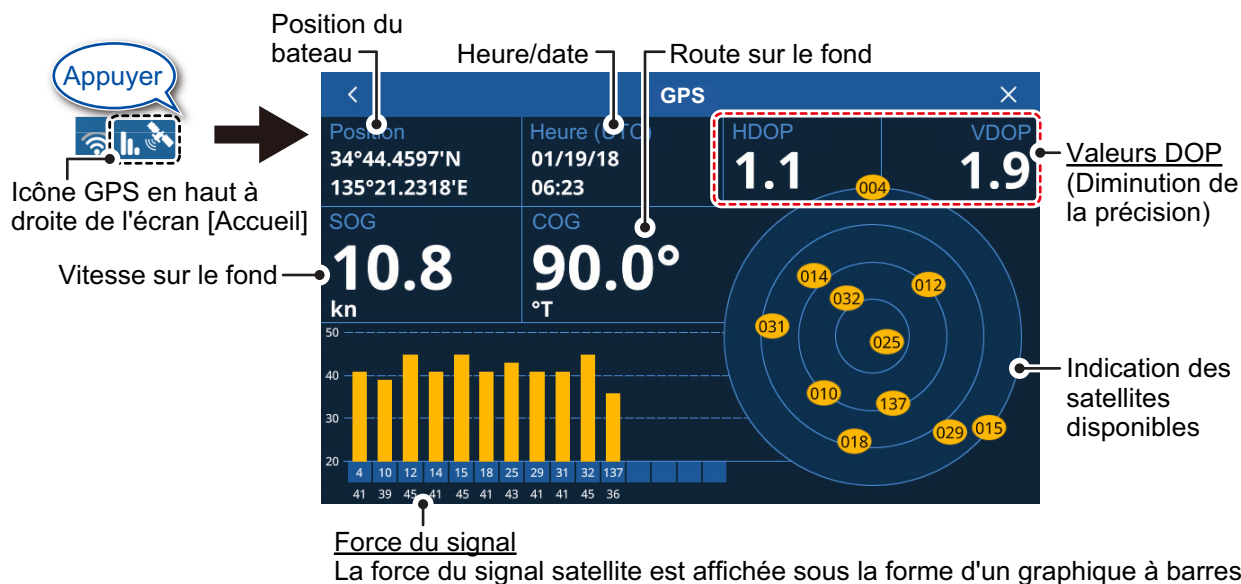 Position du
bateau
Heure/date
Route sur le fond
Appuyer
Icône GPS en haut à
droite de l'écran [Accueil]
GPS
Position
34°44.4597'N
135°21.2318'E
Heure (UTC)
01/19/18
06:23
HDOP
1.1
VDOP
1.9
Valeurs DOP
(Diminution de
la précision)
SOG
10.8
kn
COG
90.0°
°T
Vitesse sur le fond
004
014
012
032
031
025
010
137
018
029
015
Indication des
satellites
disponibles
50
40
30
20
4 10 12 14 15 18 25 29 31 32 137
41 39 45 41 45 41 43 41 41 45 36
Force du signal
La force du signal satellite est affichée sous la forme d'un graphique à barres